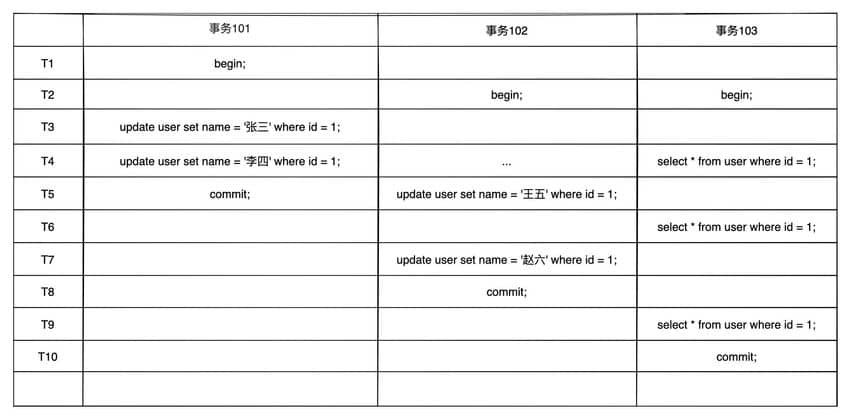 事务101 事务102 事务103
T1 begin;
T2 begin; begin;
T3 update user set name = '张三' where id = 1;
T4 update user set name = '李四' where id = 1; ... select * from user where id = 1;
T5 commit; update user set name = '王五' where id = 1;
T6 select * from user where id = 1;
T7 update user set name = '赵六' where id = 1;
T8 commit;
T9 select * from user where id = 1;
T10 commit;